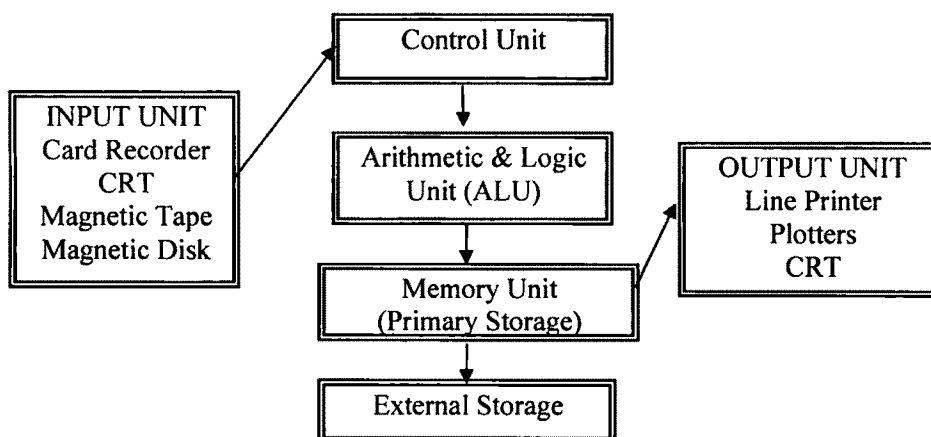 Control Unit
INPUT UNIT
Card Recorder
CRT
Magnetic Tape
Magnetic Disk
Arithmetic & Logic
Unit (ALU)
OUTPUT UNIT
Line Printer
Plotters
CRT
Memory Unit
(Primary Storage)
External Storage